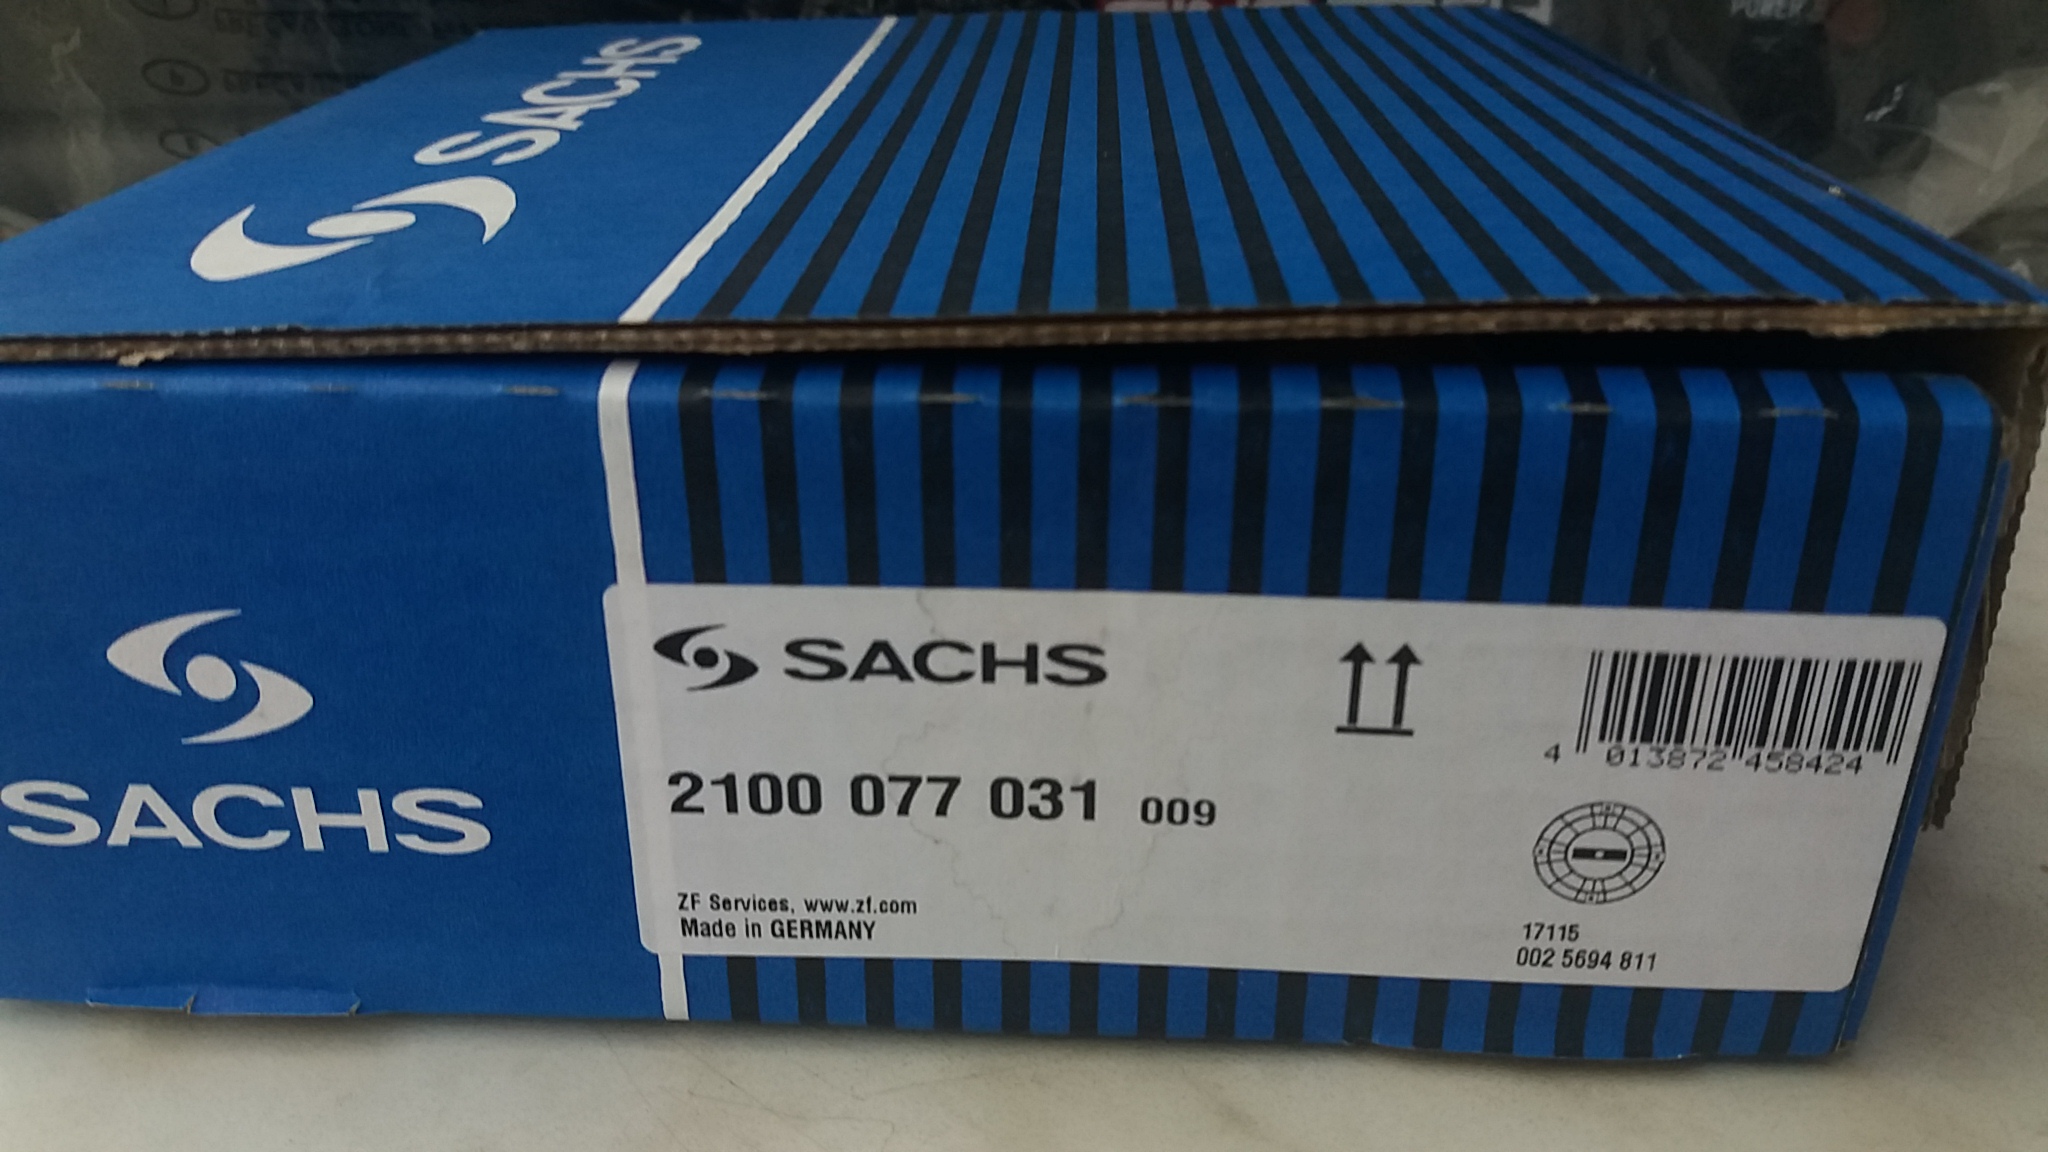 POWER
SACHS
SACHS
SACHS
4 013872 458424
2100 077 031 009
ZF Services, www.zf.com
Made in GERMANY
17115
002 5694 811